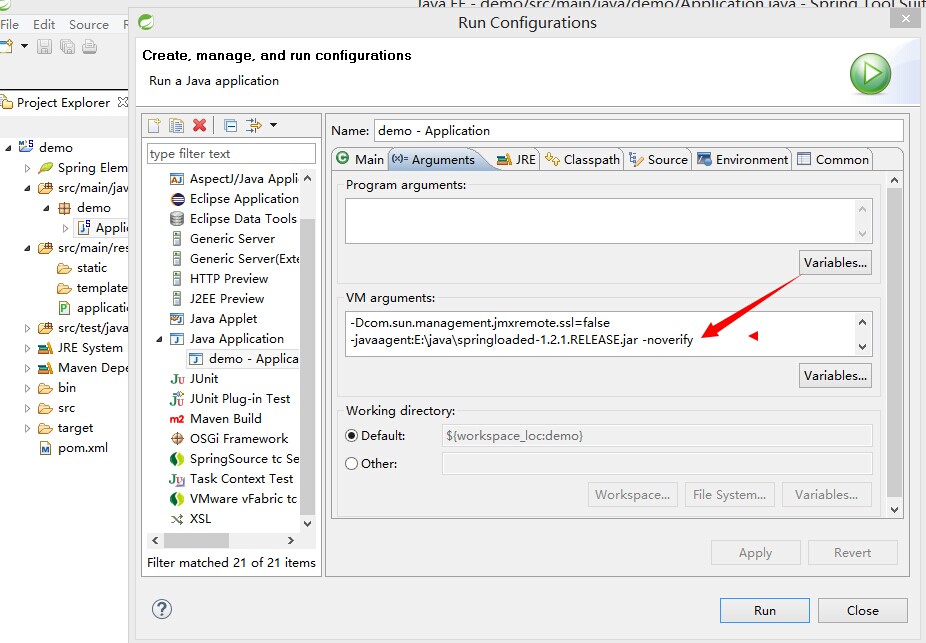 Java EE - demo/src/main/java/demo/Application.java - Spring Tool Suit
File Edit Source
Run Configurations
Create, manage, and run configurations
Run a Java application
Project Explorer
demo
Spring Elem
src/main/jav
demo
Applic
src/main/res
static
template
applicatio
src/test/java
JRE System
Maven Depe
bin
src
target
pom.xml
type filter text
AspectJ/Java Appli
Eclipse Application
Eclipse Data Tools
Generic Server
Generic Server(Exte
HTTP Preview
J2EE Preview
Java Applet
Java Application
demo - Applica
JUnit
JUnit Plug-in Test
Maven Build
OSGi Framework
SpringSource tc Se
Task Context Test
VMware vFabric tc
XSL
Filter matched 21 of 21 items
Name: demo - Application
Main (x)= Arguments JRE Classpath Source Environment Common
Program arguments:
Variables...
VM arguments:
-Dcom.sun.management.jmxremote.ssl=false
-javaagent:E:\java\springloaded-1.2.1.RELEASE.jar -noverify
Variables...
Working directory:
Default: ${workspace_loc:demo}
Other:
Workspace... File System... Variables...
Apply Revert
Run Close